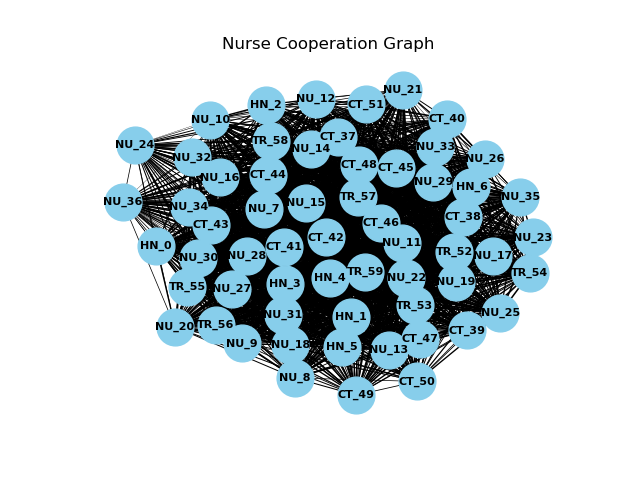 Nurse Cooperation Graph
NU_21
NU_12
CT_51
HN_2
NU_10
CT_40
CT_37
TR_58
NU_24
NU_33
NU_14
NU_32
NU_26
CT_48
CT_45
CT_44
NU_16
NU_29
HN_6
TR_57
NU_35
NU_36
NU_15
NU_34
NU_7
CT_38
CT_46
CT_43
CT_42
NU_23
NU_11
HN_0
CT_41
TR_52
NU_28
NU_17
NU_30
TR_59
TR_54
HN_4
NU_22
NU_19
HN_3
TR_55
NU_27
TR_53
NU_25
NU_31
HN_1
TR_56
NU_20
CT_39
CT_47
NU_9
NU_18
HN_5
NU_13
NU_8
CT_50
CT_49